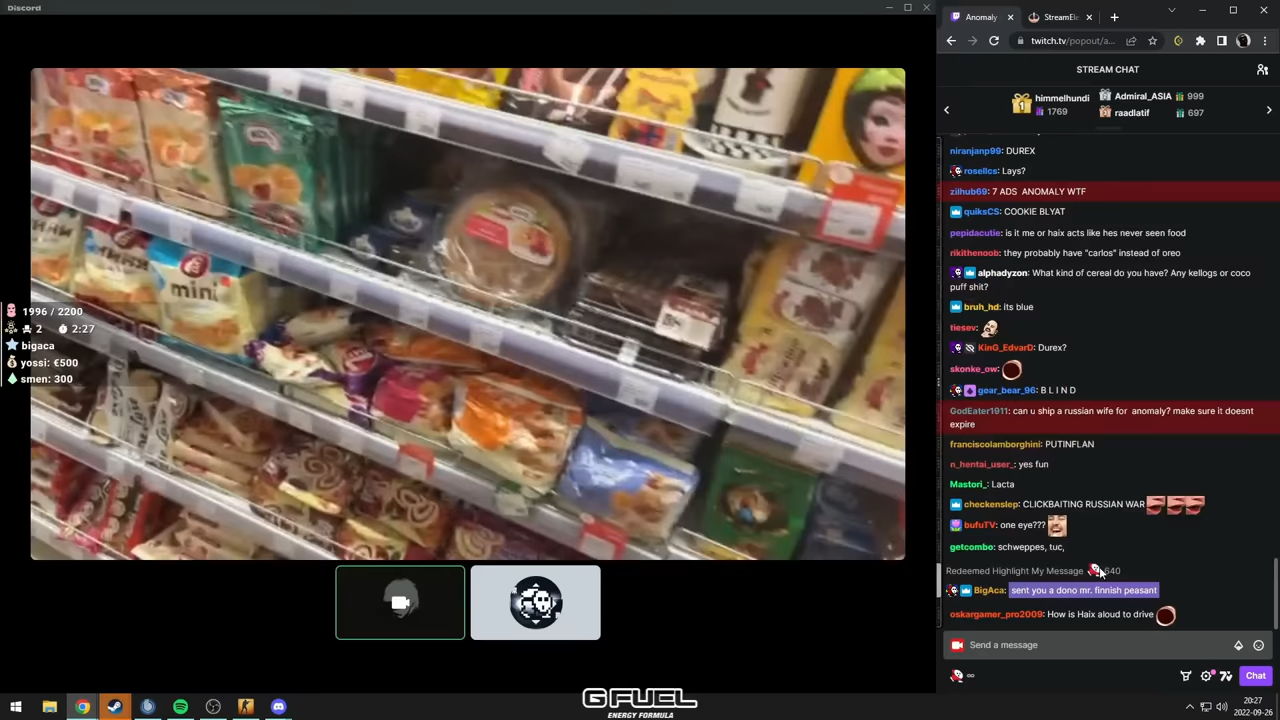 Discord
mini
1996 / 2200
2
2:27
bigaca
yossi: €500
smen: 300
GFUEL
ENERGY FORMULA
Anomaly
StreamEle
twitch.tv/popout/a...
STREAM CHAT
himmelhundi
1769
Admiral_ASIA 999
raadlatif 697
niranjanp99: DUREX
rosellcs: Lays?
zilhub69: 7 ADS ANOMALY WTF
quiksCS: COOKIE BLYAT
pepidacutie: is it me or haix acts like hes never seen food
rikithenoob: they probably have "carlos" instead of oreo
alphadyzon: What kind of cereal do you have? Any kellogs or coco
puff shit?
bruh_hd: its blue
tiesev:
KinG_EdvarD: Durex?
skonke_ow:
gear_bear_96: B L I N D
GodEater1911: can u ship a russian wife for anomaly? make sure it doesnt
expire
franciscolamborghini: PUTINFLAN
n_hentai_user_: yes fun
Mastori_: Lacta
checkenslep: CLICKBAITING RUSSIAN WAR
bufuTV: one eye???
getcombo: schweppes, tuc,
Redeemed Highlight My Message 640
BigAca: sent you a dono mr. finnish peasant
oskargamer_pro2009: How is Haix aloud to drive
Send a message
Chat
20:27
2022-09-26